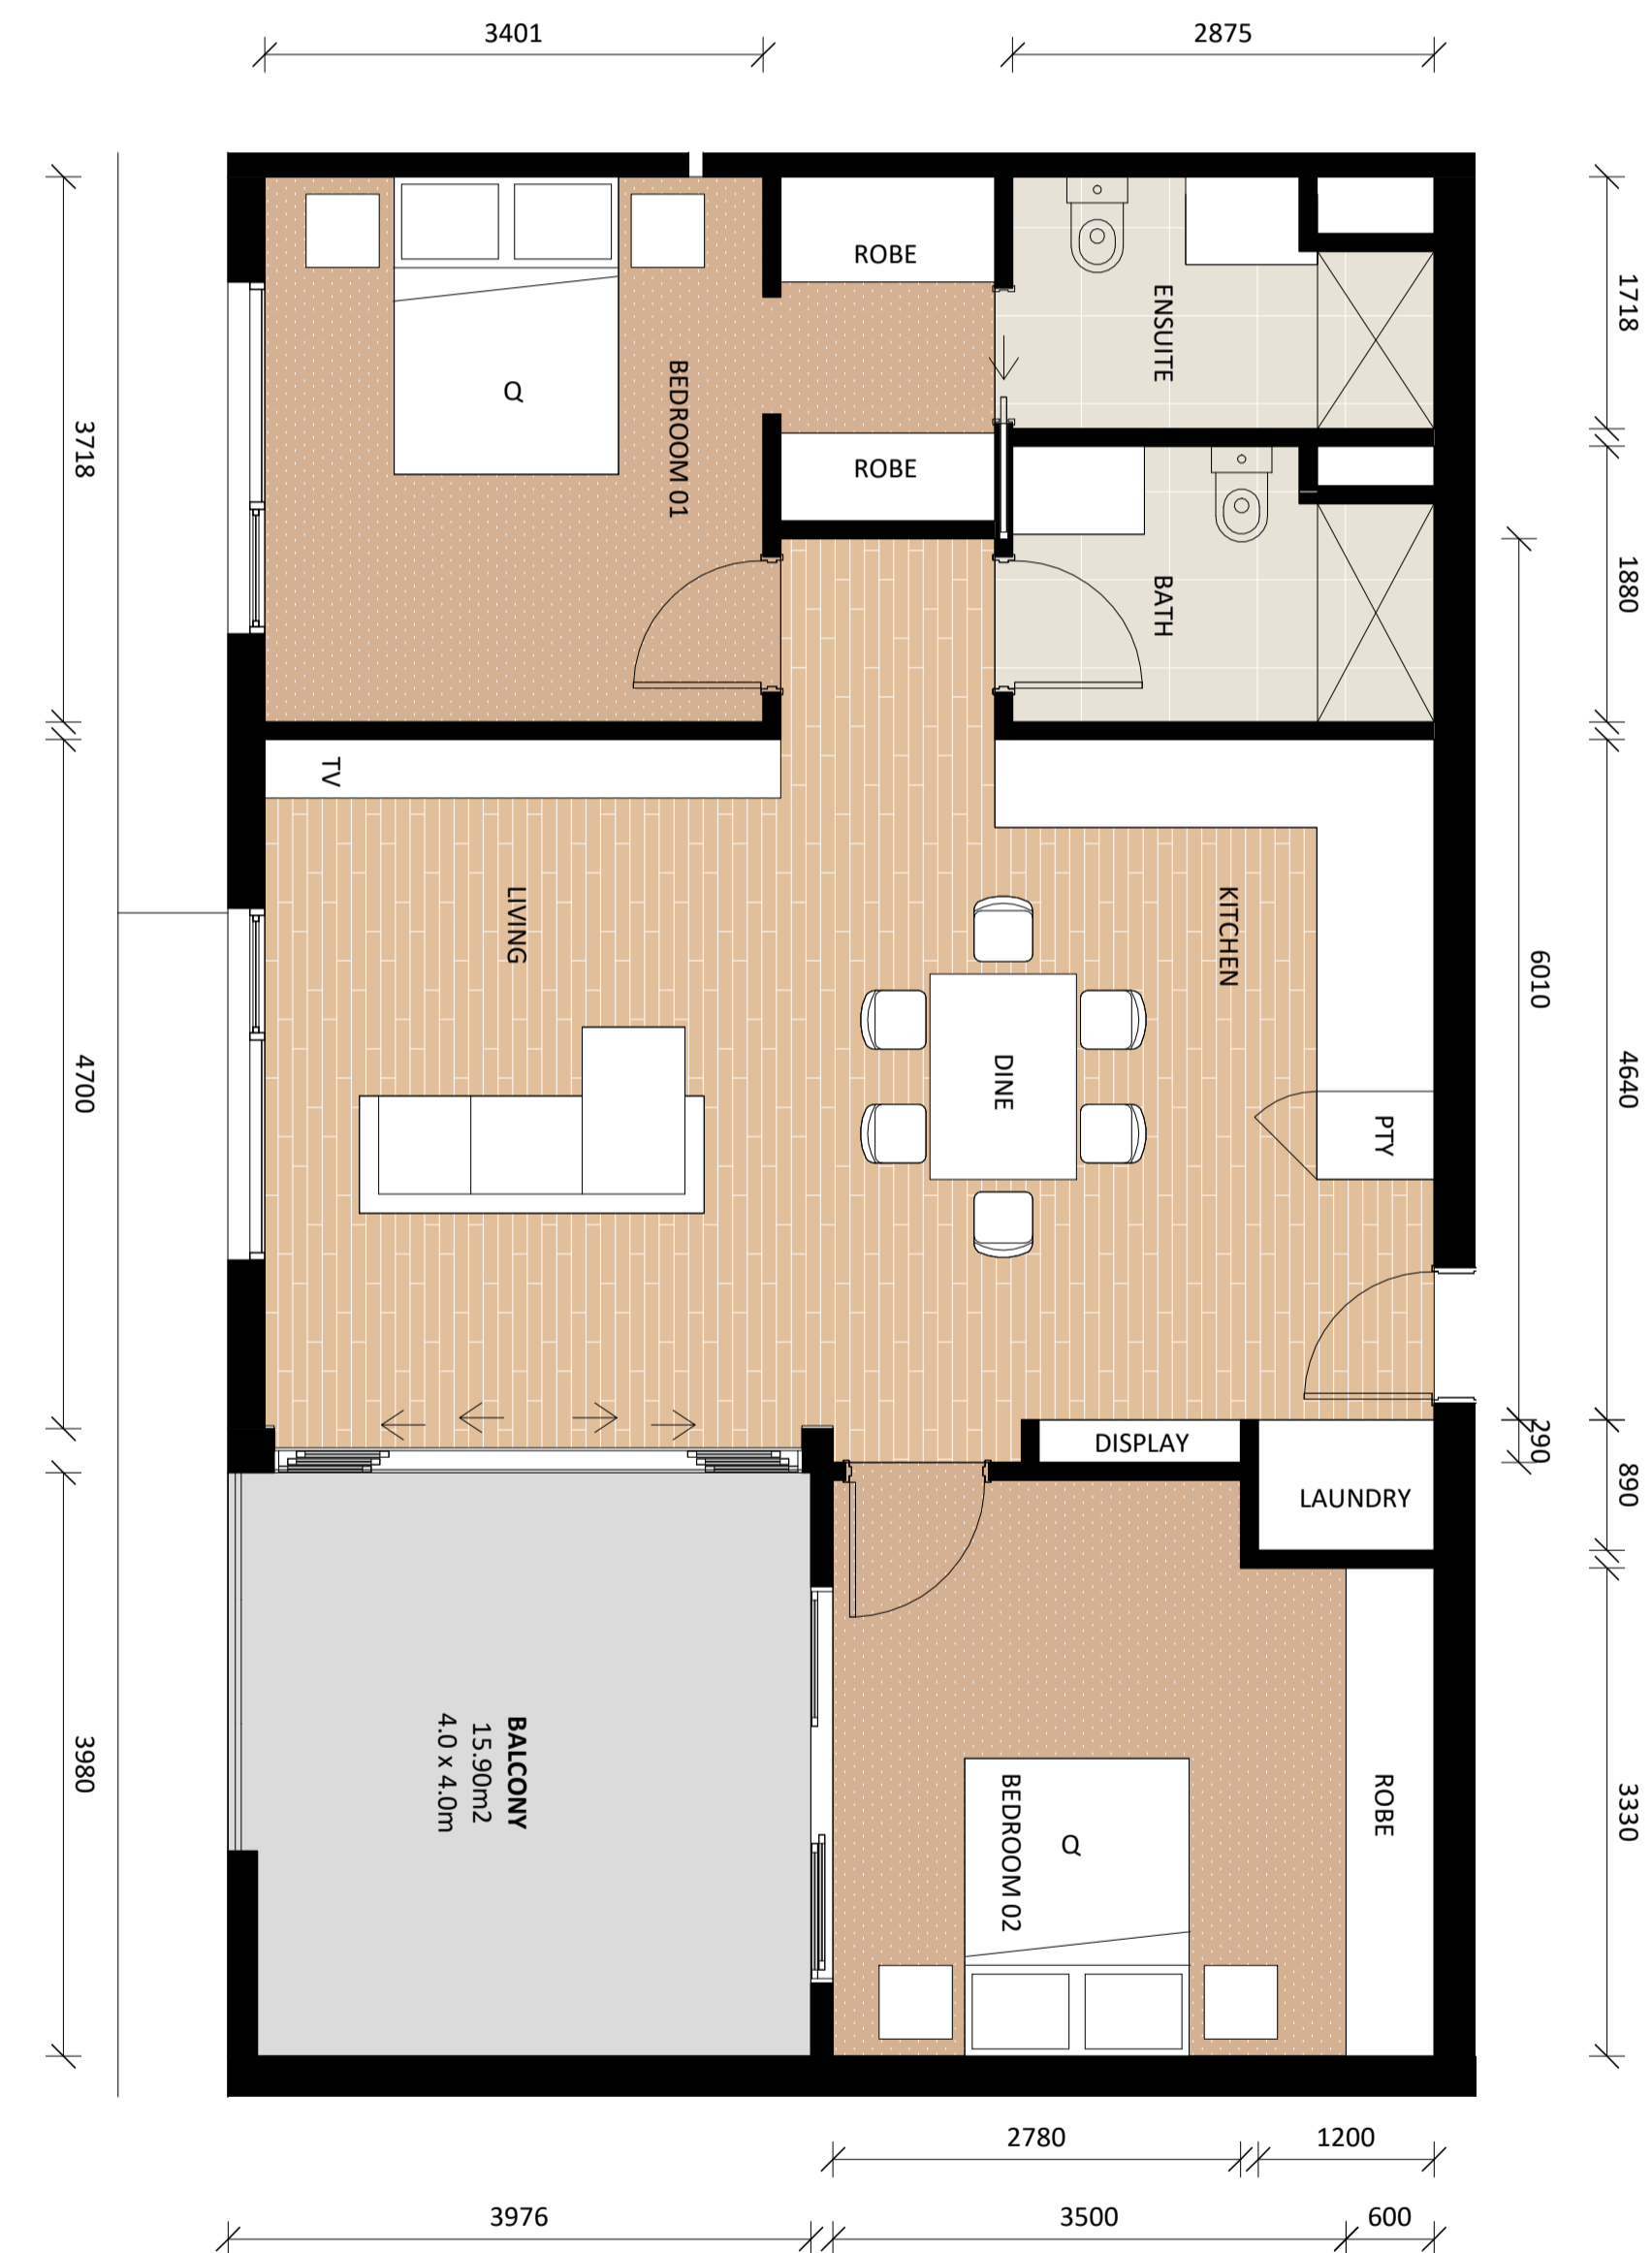 3401
2875
ROBE
ENSUITE
1718
BEDROOM 01
Q
3718
ROBE
BATH
1880
TV
LIVING
KITCHEN
6010
DINE
4700
4640
PTY
DISPLAY
290
LAUNDRY
890
BALCONY
15.90m2
4.0 x 4.0m
3980
BEDROOM 02
Q
ROBE
3330
2780
1200
3976
3500
600